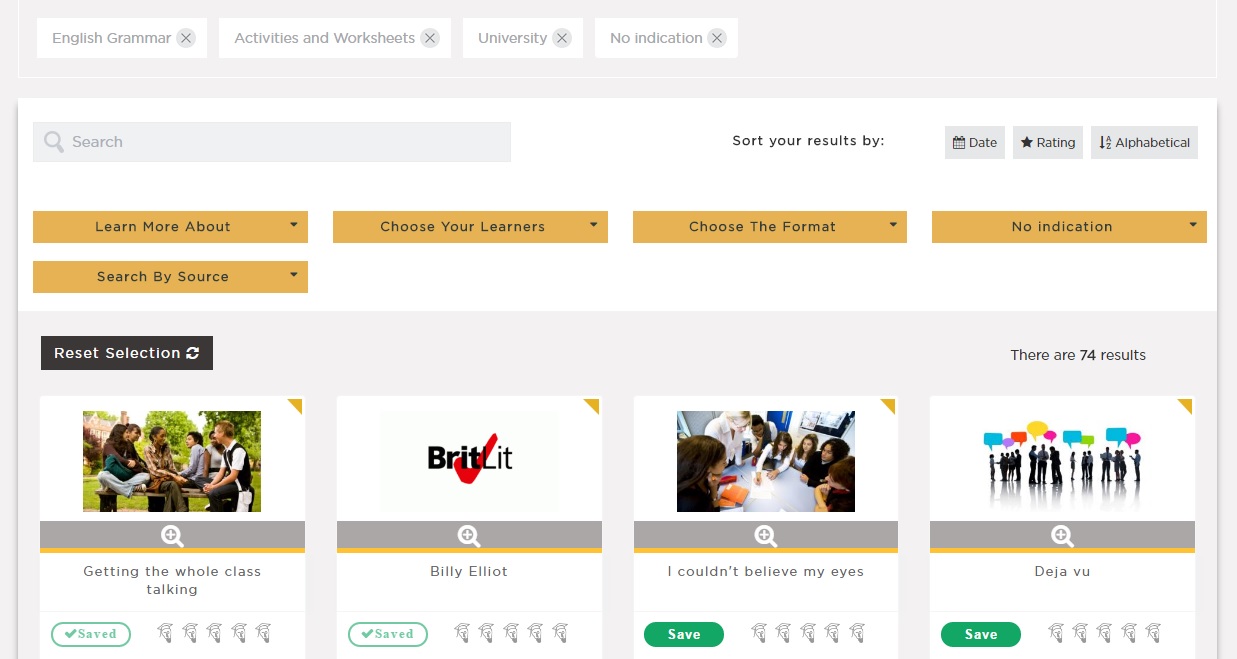 English Grammar Activities and Worksheets University No indication
Search
Sort your results by: Date Rating Alphabetical
Learn More About Choose Your Learners Choose The Format No indication
Search By Source
Reset Selection There are 74 results
BritLit
Getting the whole class talking
Billy Elliot
I couldn't believe my eyes
Deja vu
Saved Saved Save Save